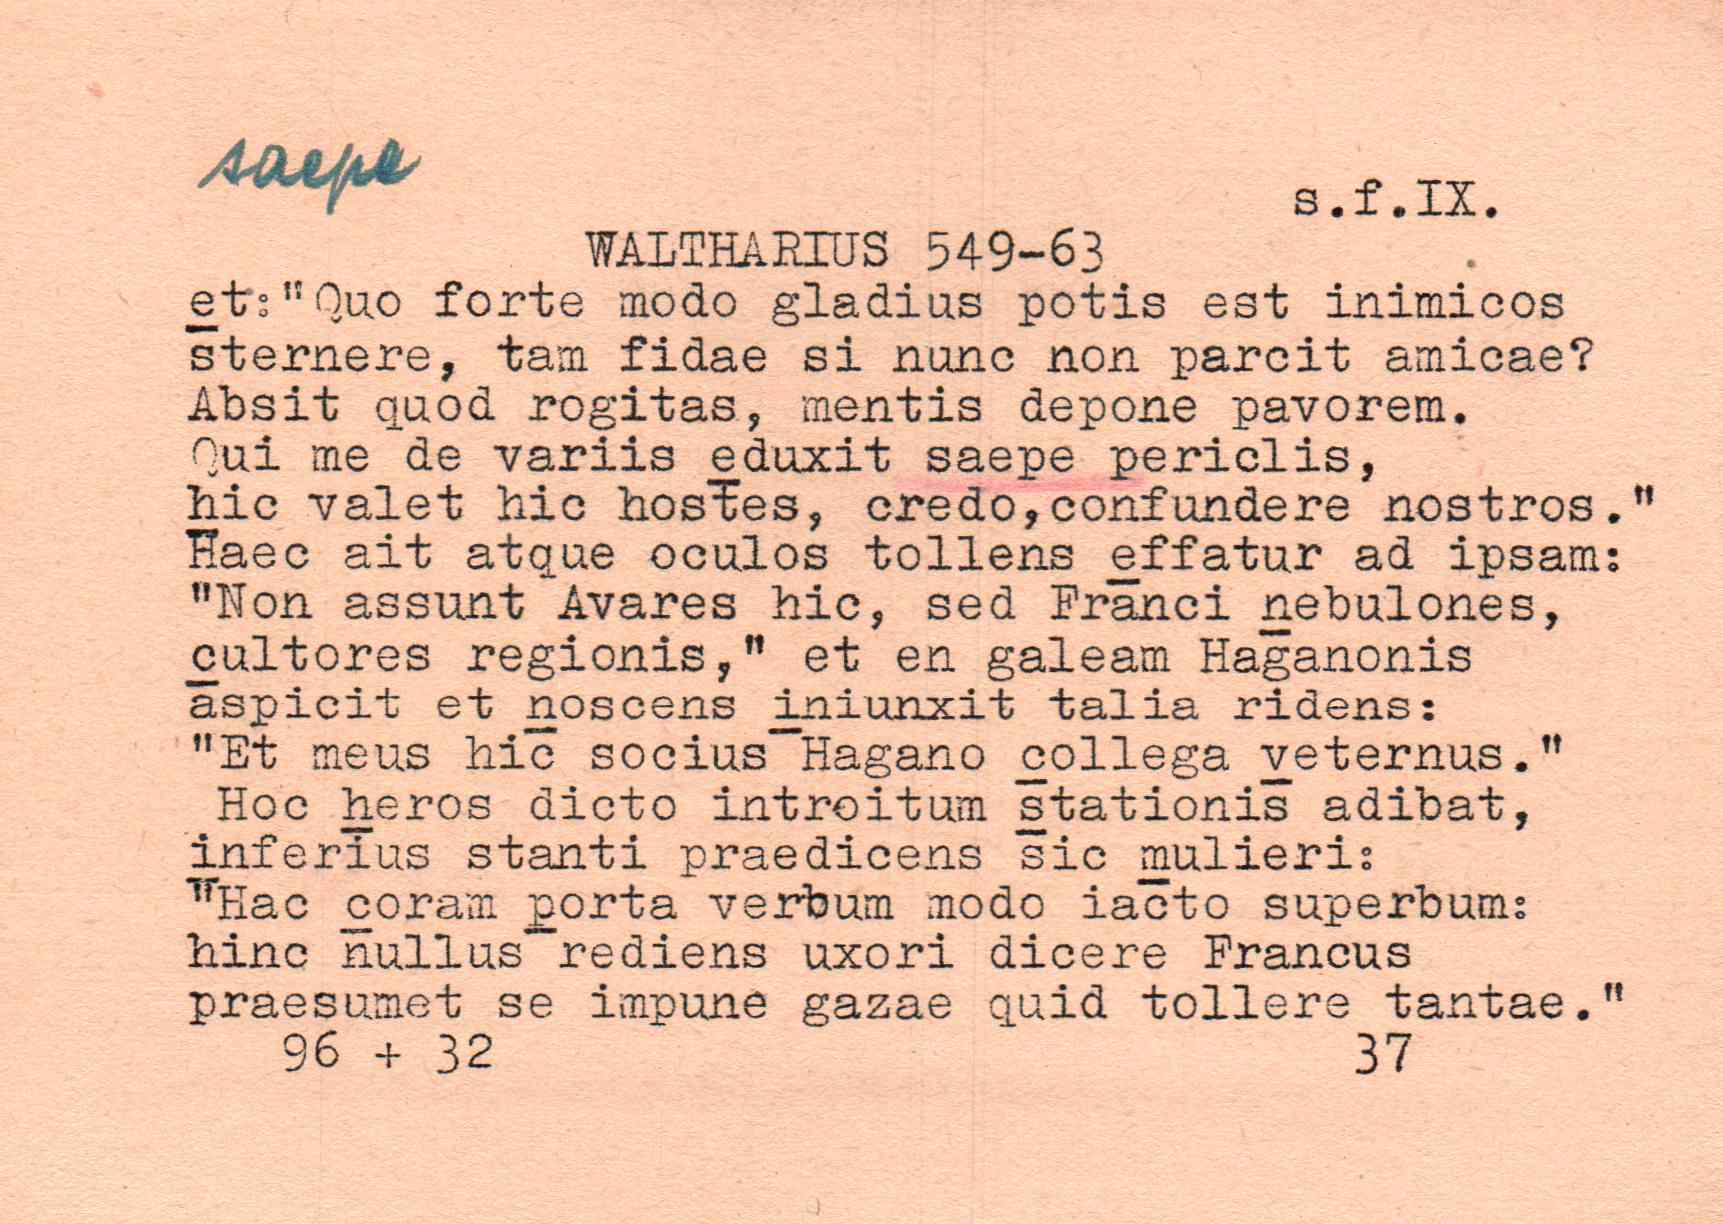 saepe
s.f.IX.
WALTHARIUS 549-63
et:"Quo forte modo gladius potis est inimicos
sternere, tam fidae si nunc non parcit amicae?
Absit quod rogitas, mentis depone pavorem.
Qui me de variis eduxit saepe periclis,
hic valet hic hostes, credo,confundere nostros."
Haec ait atque oculos tollens effatur ad ipsam:
"Non assunt Avares hic, sed Franci nebulones,
cultores regionis," et en galeam Haganonis
aspicit et noscens iniunxit talia ridens:
"Et meus hic socius Hagano collega veternus."
Hoc heros dicto introitum stationis adibat,
inferius stanti praedicens sic mulieri:
"Hac coram porta verbum modo iacto superbum:
hinc nullus rediens uxori dicere Francus
praesumet se impune gazae quid tollere tantae."
96 + 32 37